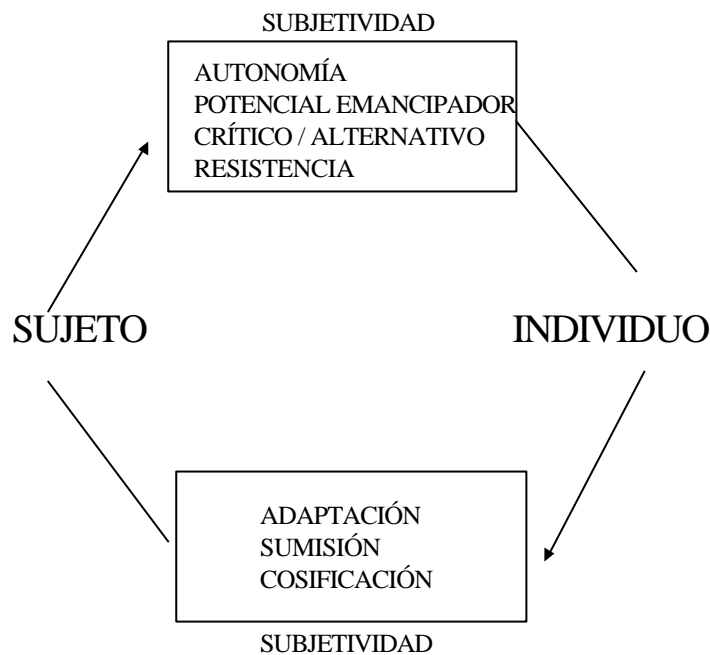 SUBJETIVIDAD
AUTONOMÍA
POTENCIAL EMANCIPADOR
CRÍTICO / ALTERNATIVO
RESISTENCIA
SUJETO
INDIVIDUO
ADAPTACIÓN
SUMISIÓN
COSIFICACIÓN
SUBJETIVIDAD